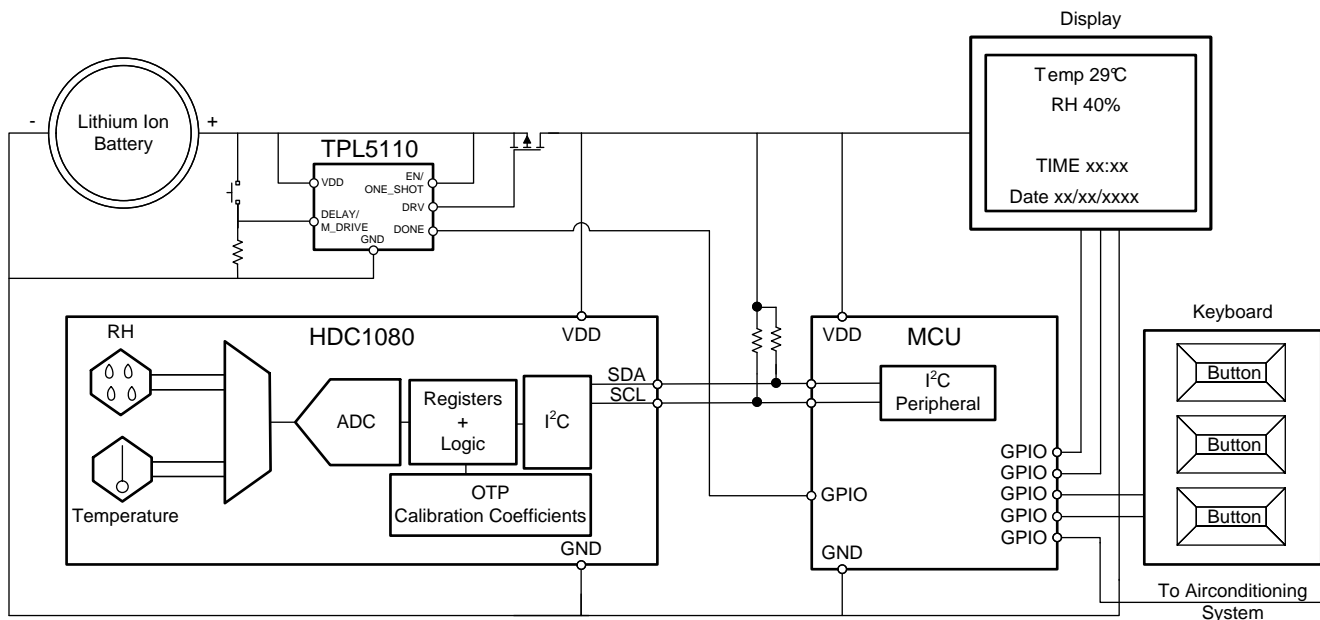 Display
Temp 29℃
RH 40%
TIME xx:xx
Date xx/xx/xxxx
-
Lithium Ion
Battery
+
TPL5110
VDD
EN/
ONE_SHOT
DRV
DELAY/
M_DRIVE
DONE
GND
RH
HDC1080
VDD
SDA
SCL
ADC
Registers
+
Logic
I²C
OTP
Calibration Coefficients
Temperature
GND
VDD
MCU
I²C
Peripheral
GPIO
GPIO
GPIO
GPIO
GPIO
GPIO
GND
Keyboard
Button
Button
Button
To Airconditioning
System